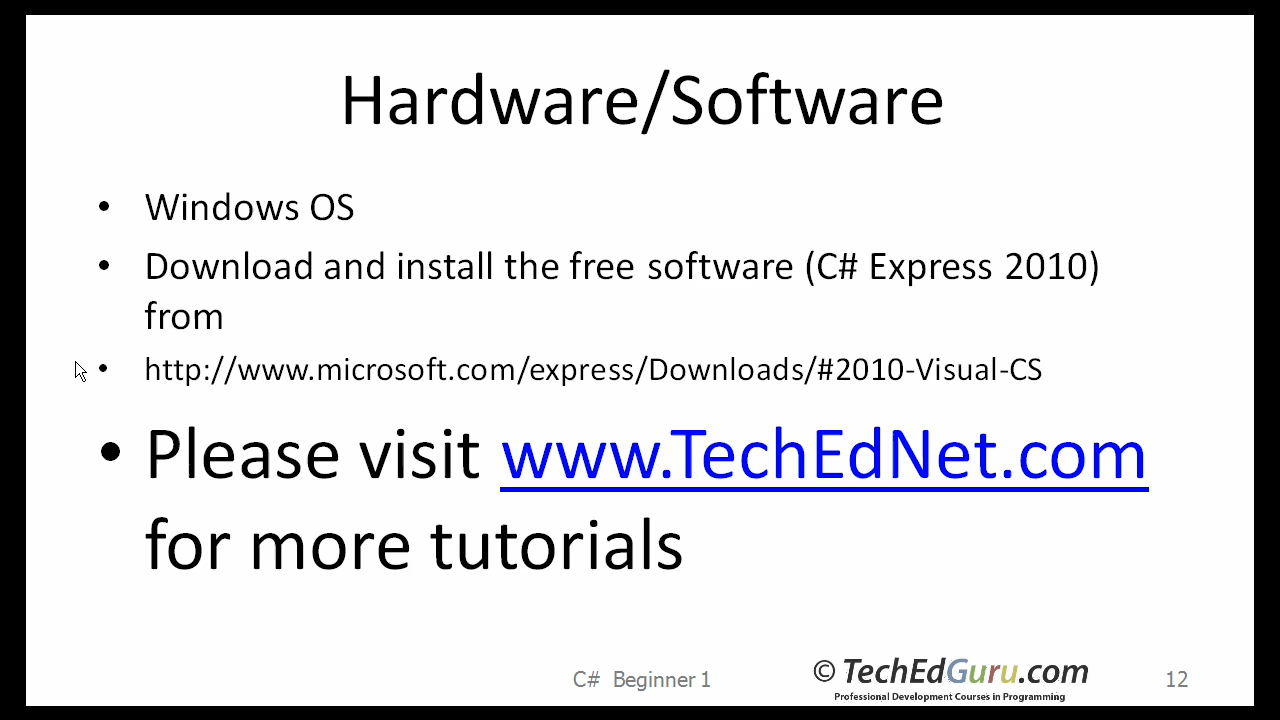 Hardware/Software
• Windows OS
• Download and install the free software (C# Express 2010)
from
• http://www.microsoft.com/express/Downloads/#2010-Visual-CS
• Please visit www.TechEdNet.com
for more tutorials
C# Beginner 1
© TechEdGuru.com
Professional Development Courses in Programming
12